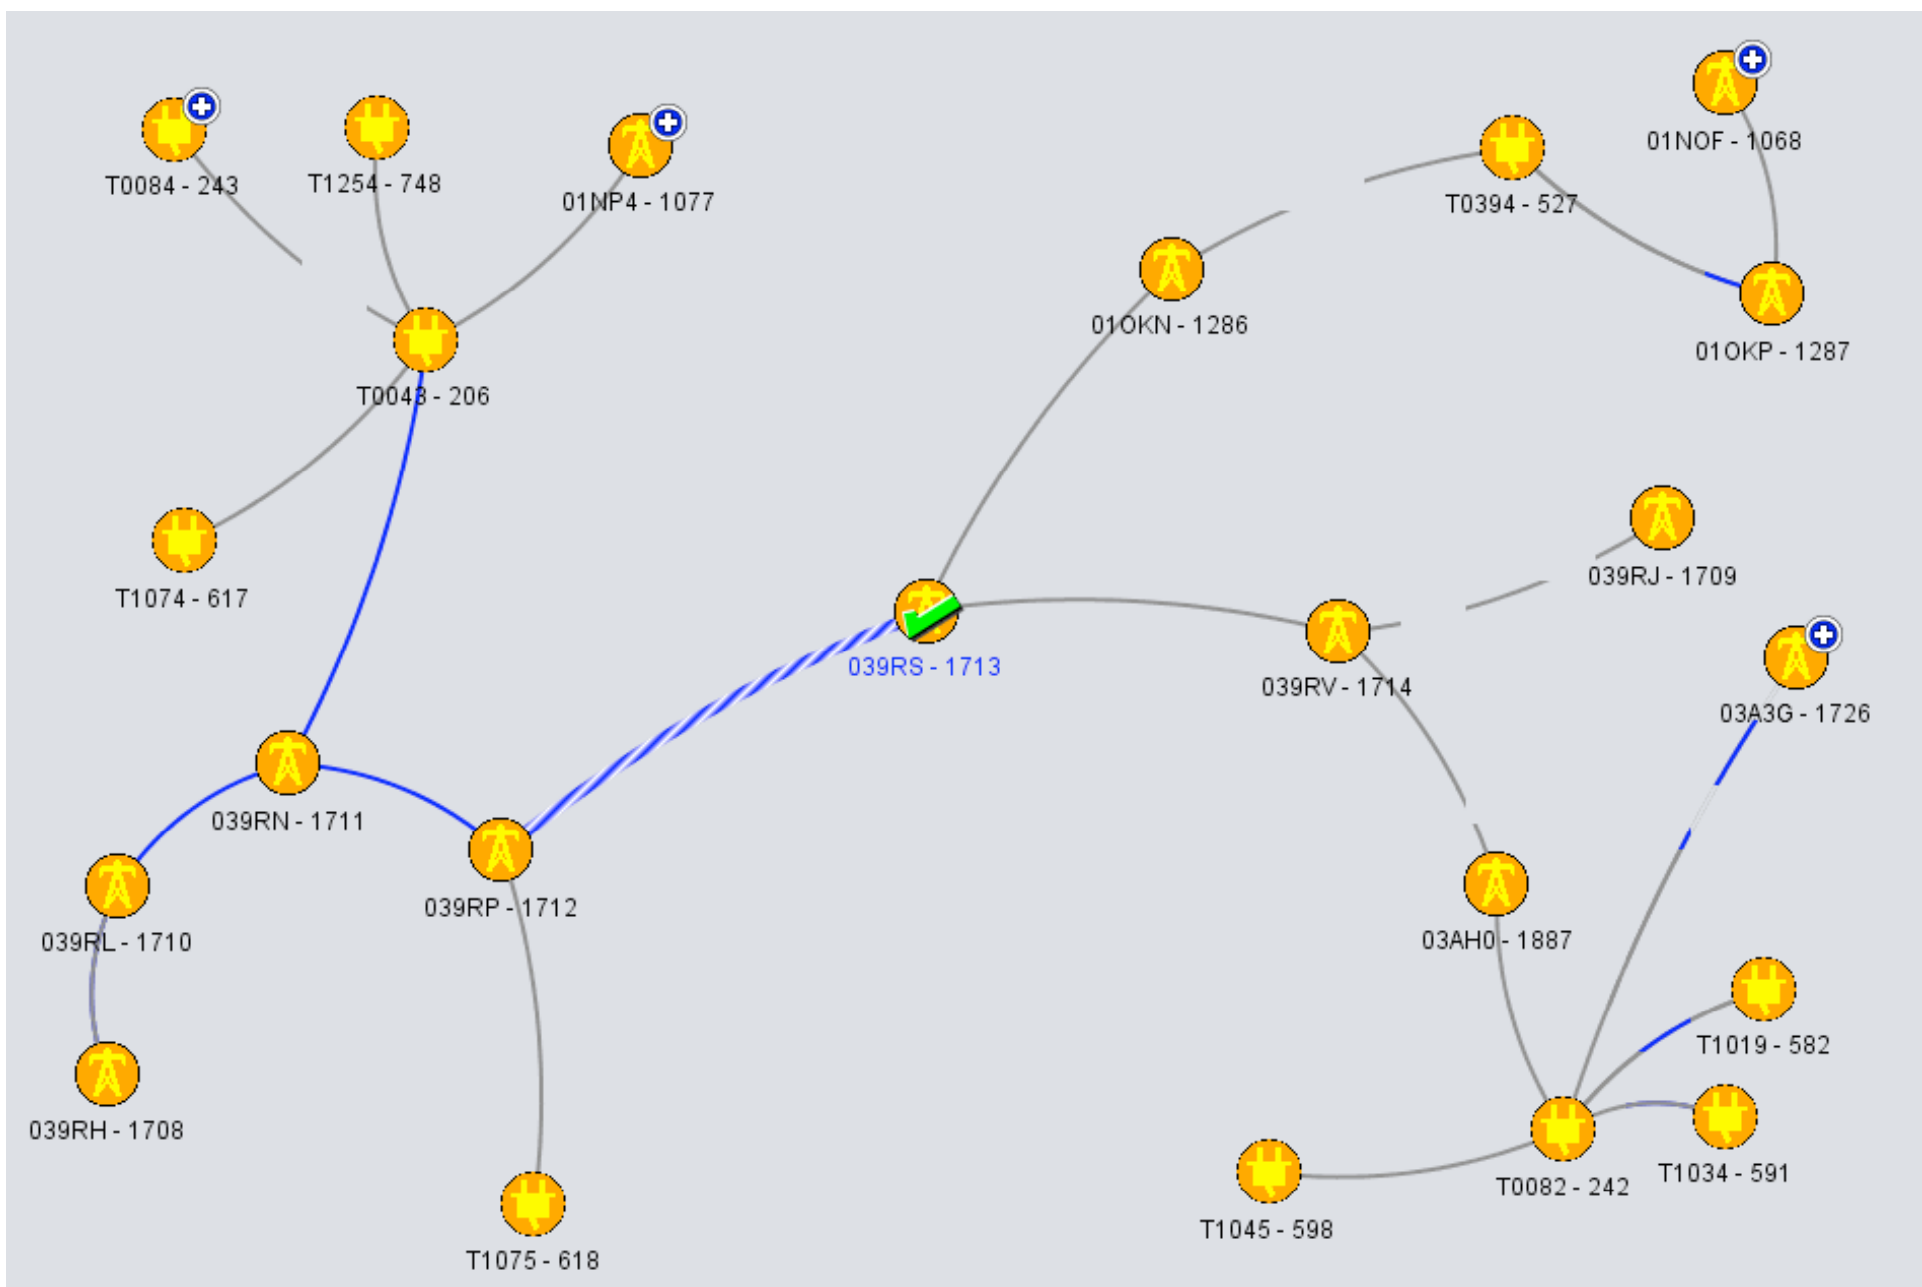 01NOF - 1068
T0084 - 243
T1254 - 748
01NP4 - 1077
T0394 - 527
01OKN - 1286
01OKP - 1287
T0043 - 206
T1074 - 617
039RJ - 1709
039RS - 1713
039RV - 1714
03A3G - 1726
039RN - 1711
039RP - 1712
039RL - 1710
03AH0 - 1887
T1019 - 582
039RH - 1708
T1034 - 591
T0082 - 242
T1045 - 598
T1075 - 618